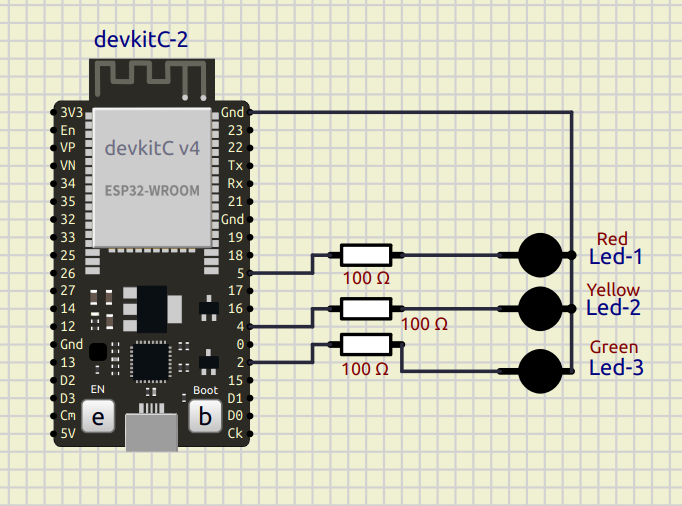 devkitC-2
3V3
En
VP
VN
34
35
32
33
25
26
27
14
12
Gnd
13
D2
D3
Cm
5V
devkitC v4
ESP32-WROOM
EN
e
Boot
b
Gnd
23
22
Tx
Rx
21
Gnd
19
18
5
17
16
4
0
2
15
D1
D0
Ck
100 Ω
100 Ω
100 Ω
Red
Led-1
Yellow
Led-2
Green
Led-3